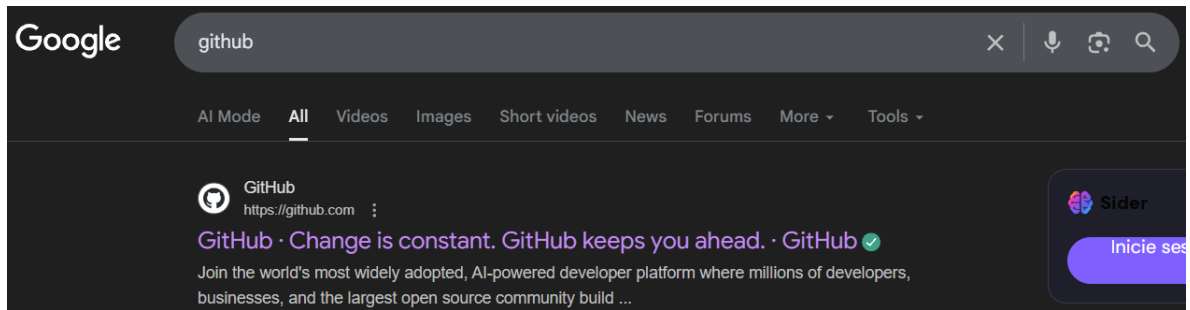 Google
github
AI Mode All Videos Images Short videos News Forums More Tools
GitHub
https://github.com
GitHub · Change is constant. GitHub keeps you ahead. · GitHub
Join the world's most widely adopted, AI-powered developer platform where millions of developers,
businesses, and the largest open source community build ...
Sider
Inicie ses